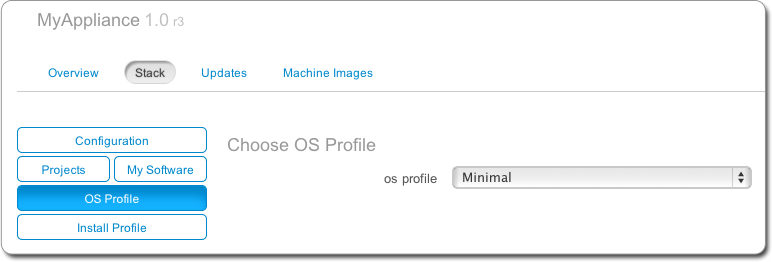 MyAppliance 1.0 r3
Overview Stack Updates Machine Images
Configuration
Choose OS Profile
Projects My Software
os profile Minimal
OS Profile
Install Profile